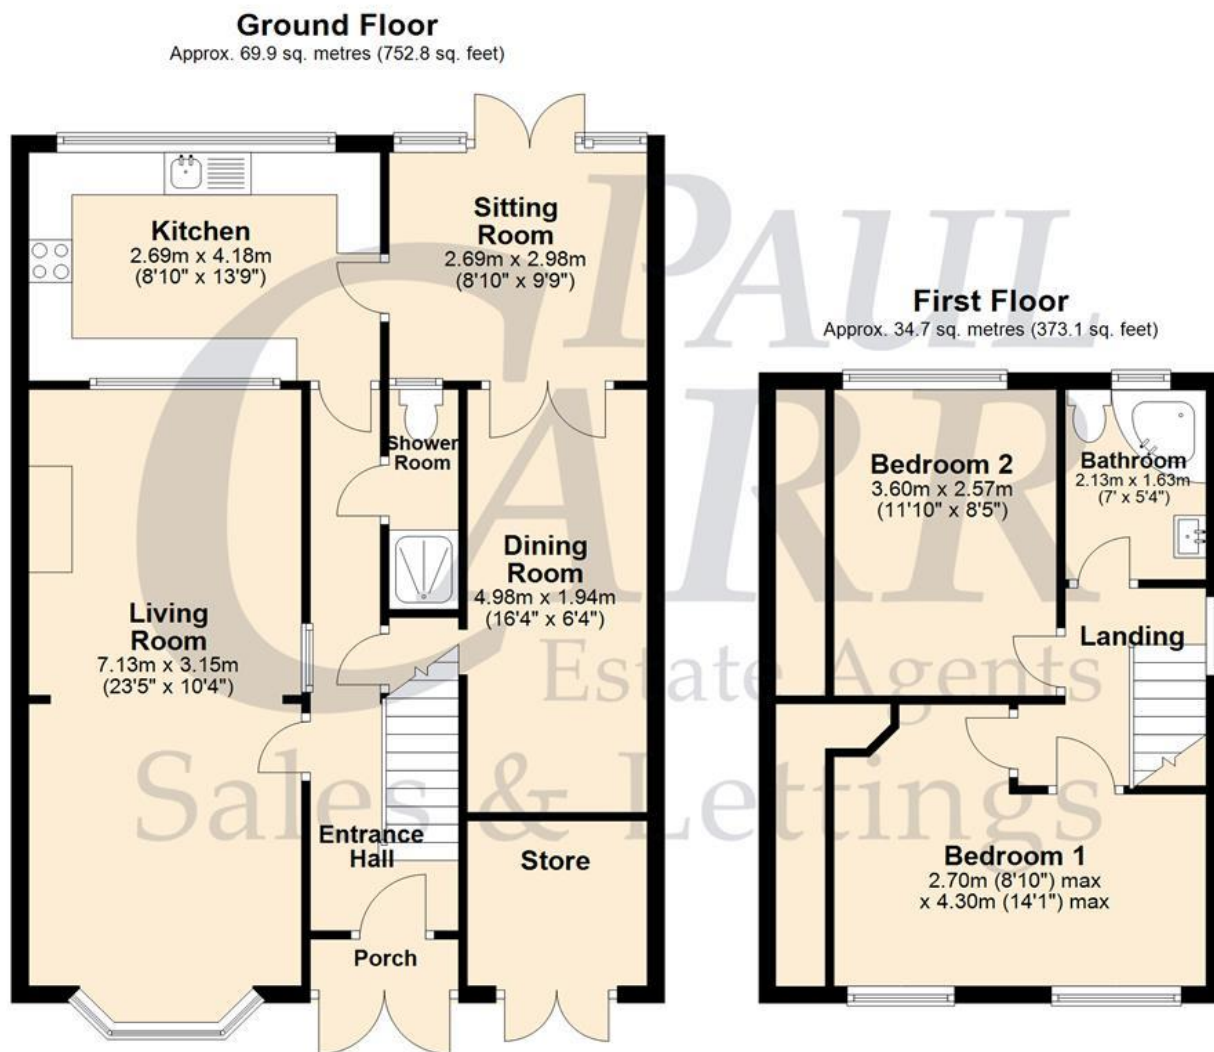 Ground Floor
Approx. 69.9 sq. metres (752.8 sq. feet)
Kitchen
2.69m x 4.18m
(8'10" x 13'9")
Sitting
Room
2.69m x 2.98m
(8'10" x 9'9")
Shower
Room
Dining
Room
4.98m x 1.94m
(16'4" x 6'4")
Living
Room
7.13m x 3.15m
(23'5" x 10'4")
Entrance
Hall
Store
Porch
First Floor
Approx. 34.7 sq. metres (373.1 sq. feet)
Bedroom 2
3.60m x 2.57m
(11'10" x 8'5")
Bathroom
2.13m x 1.63m
(7' x 5'4")
Landing
Bedroom 1
2.70m (8'10") max
x 4.30m (14'1") max
PAUL
CARR
Estate Agents
Sales & Lettings